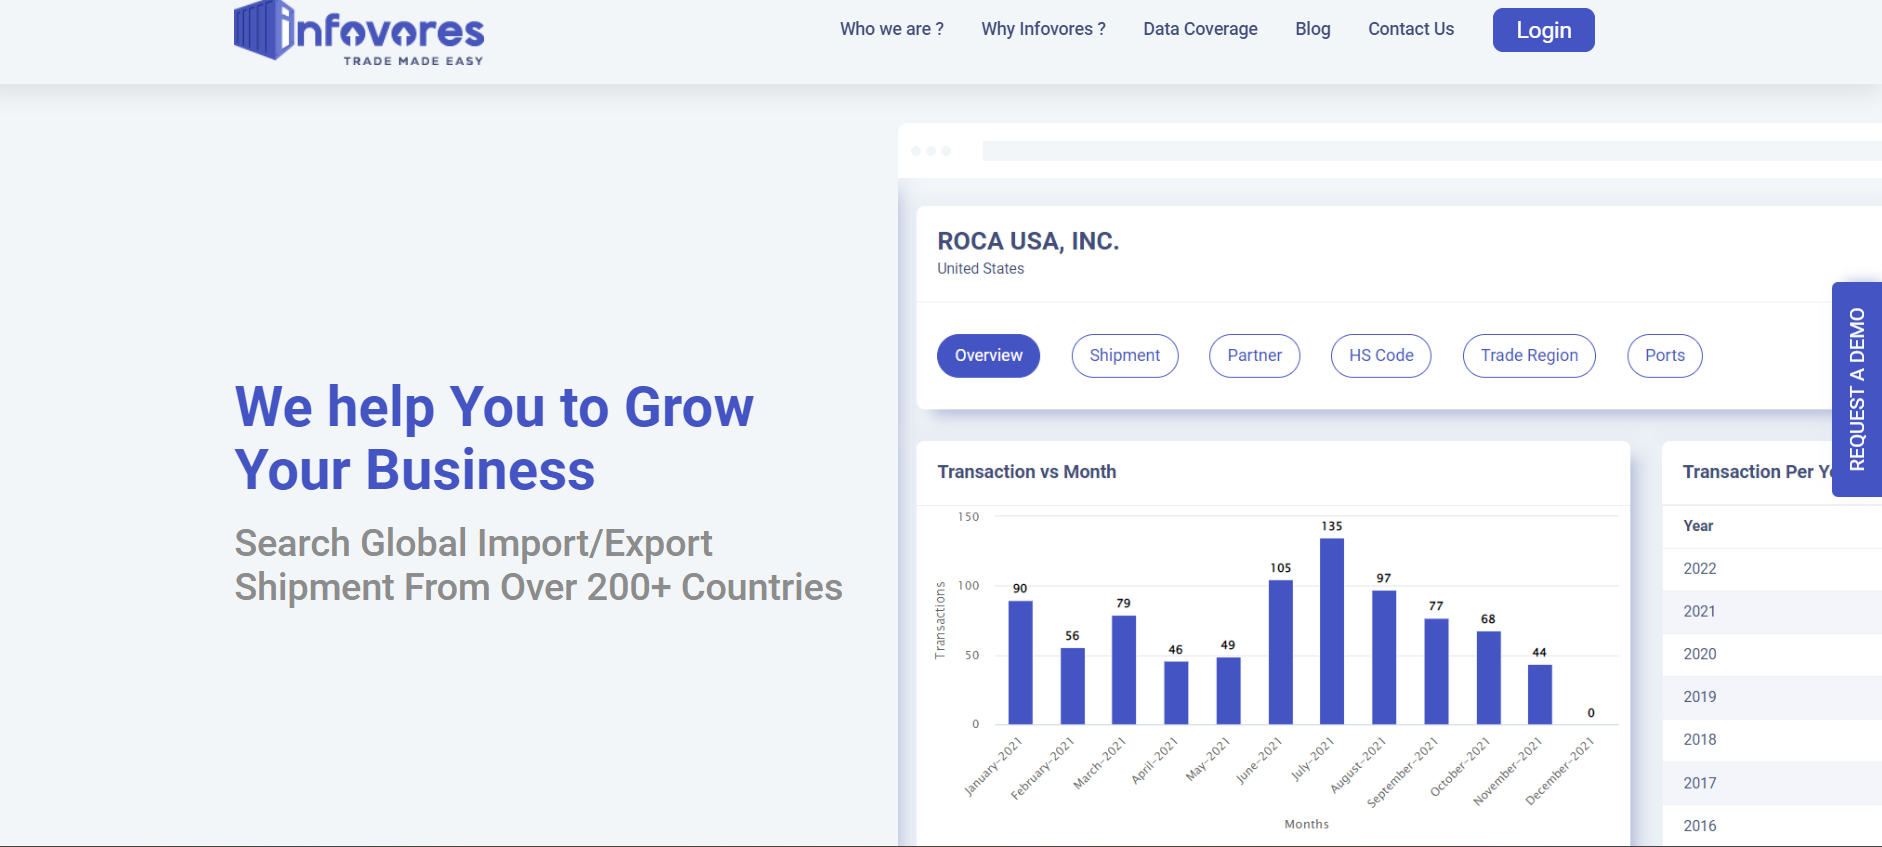 infovores
TRADE MADE EASY
Who we are ?
Why Infovores ?
Data Coverage
Blog
Contact Us
Login
We help You to Grow
Your Business
Search Global Import/Export
Shipment From Over 200+ Countries
ROCA USA, INC.
United States
Overview
Shipment
Partner
HS Code
Trade Region
Ports
REQUEST A DEMO
Transaction vs Month
150
100
50
0
Transactions
90
56
79
46
49
105
135
97
77
68
44
0
January-2021
February-2021
March-2021
April-2021
May-2021
June-2021
July-2021
August-2021
September-2021
October-2021
November-2021
December-2021
Months
Transaction Per
Year
2022
2021
2020
2019
2018
2017
2016